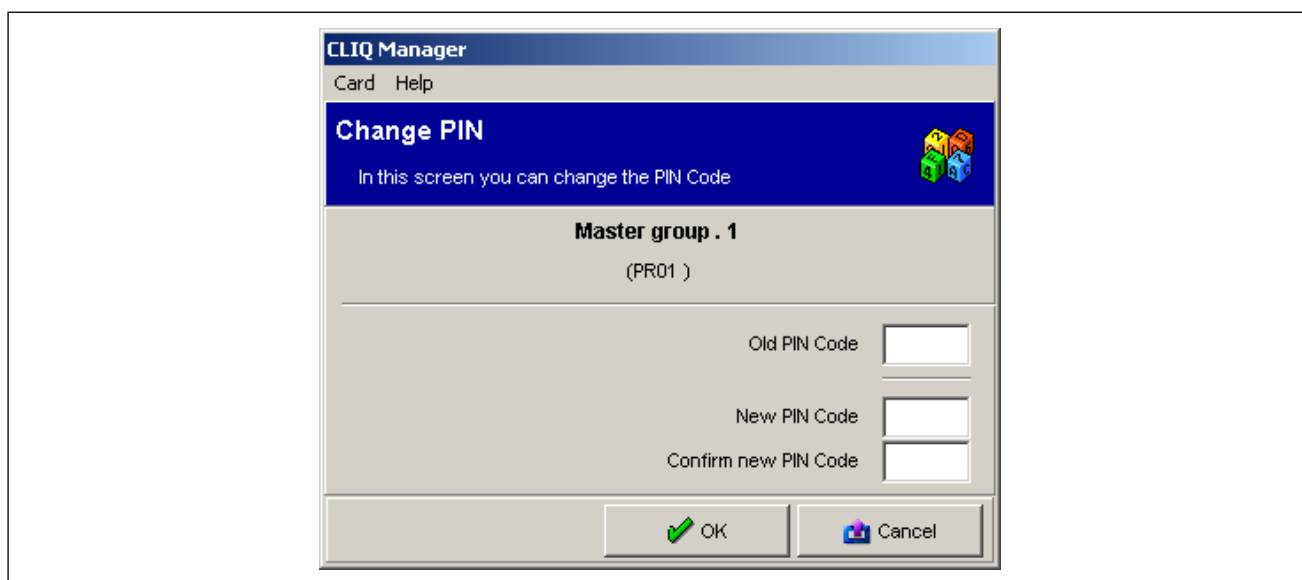 CLIQ Manager
Card Help
Change PIN
In this screen you can change the PIN Code
Master group . 1
(PR01 )
Old PIN Code
New PIN Code
Confirm new PIN Code
OK Cancel